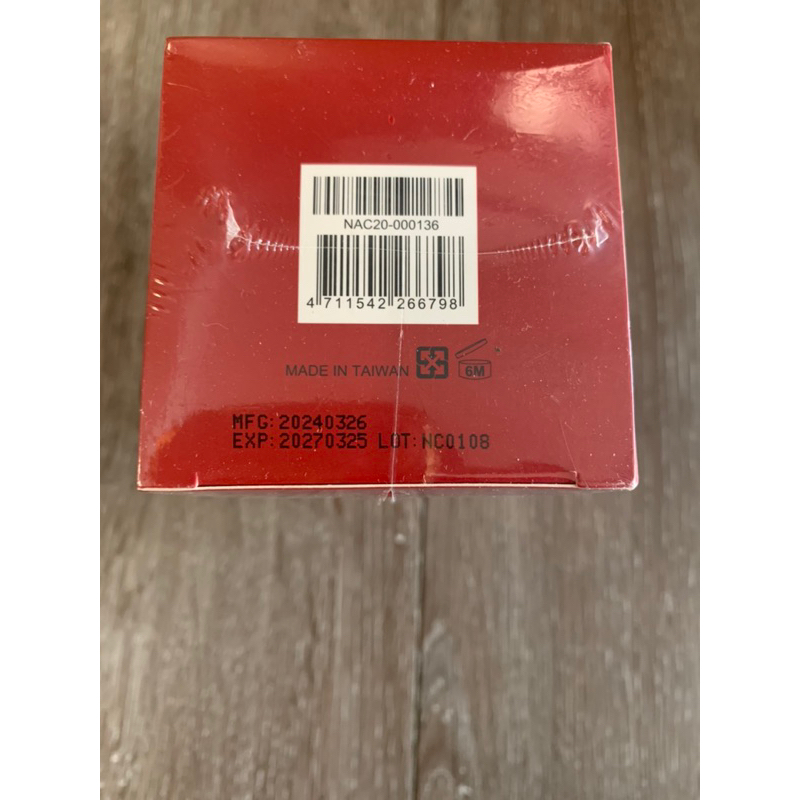 NAC20-000136
4 711542 266798
MADE IN TAIWAN 6M
MFG: 20240326
EXP: 20270325 LOT: NC0108